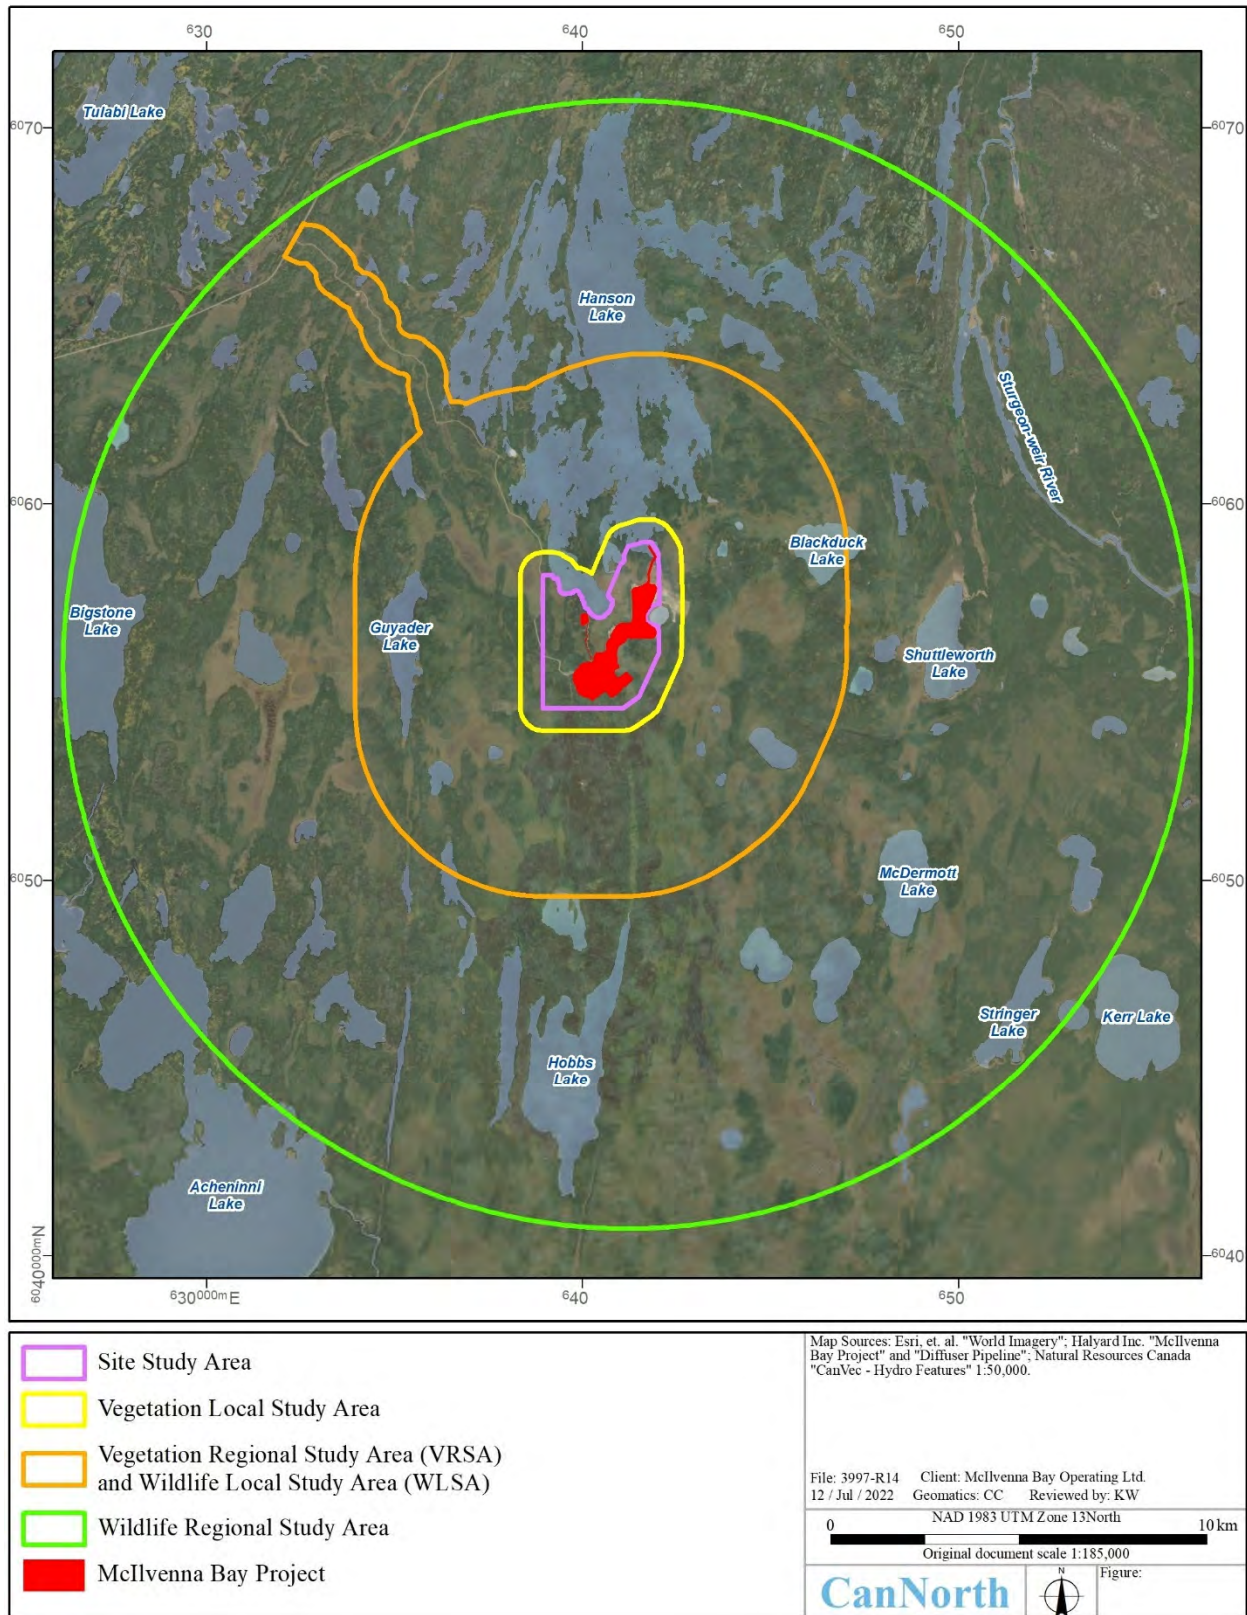 630
640
650
6070
6070
Tulabi Lake
Hanson
Lake
Sturgeon-weir River
6060
6060
Blackduck
Lake
Bigstone
Lake
Guyader
Lake
Shuttleworth
Lake
6050
6050
McDermott
Lake
Stringer
Lake
Kerr Lake
Hobbs
Lake
Acheninni
Lake
6040000mN
6040
630000mE
640
650
Site Study Area
Vegetation Local Study Area
Vegetation Regional Study Area (VRSA)
and Wildlife Local Study Area (WLSA)
Wildlife Regional Study Area
McIlvenna Bay Project
Map Sources: Esri, et. al. "World Imagery"; Halyard Inc. "McIlvenna
Bay Project" and "Diffuser Pipeline"; Natural Resources Canada
"CanVec - Hydro Features" 1:50,000.
File: 3997-R14 Client: McIlvenna Bay Operating Ltd.
12 / Jul / 2022 Geomatics: CC Reviewed by: KW
NAD 1983 UTM Zone 13North
0 10 km
Original document scale 1:185,000
CanNorth
N
Figure: